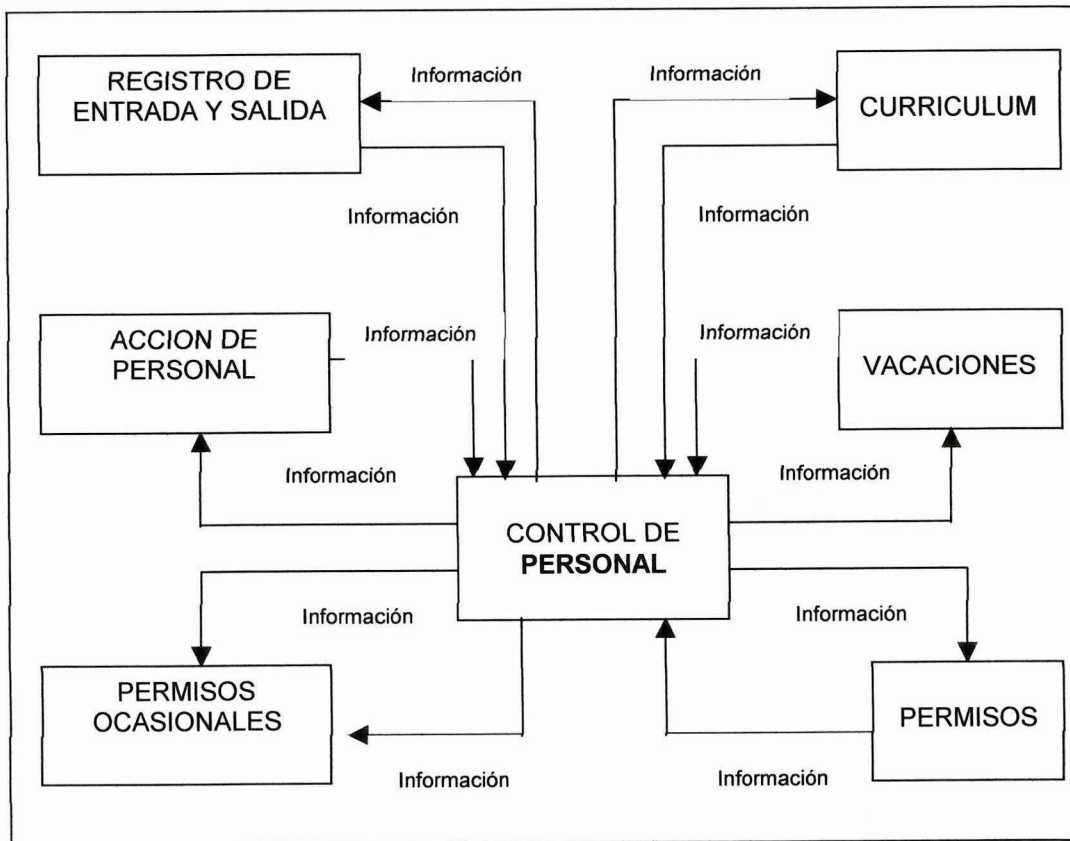 REGISTRO DE
ENTRADA Y SALIDA
Información
Información
CURRICULUM
Información
Información
ACCION DE
PERSONAL
Información
Información
VACACIONES
Información
Información
CONTROL DE
PERSONAL
Información
Información
PERMISOS
OCASIONALES
PERMISOS
Información
Información